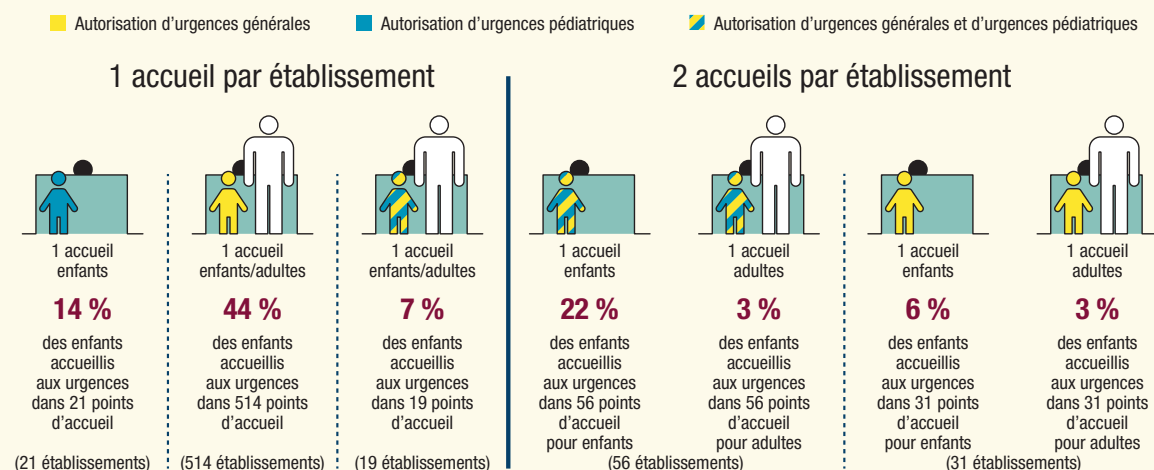 Autorisation d’urgences générales
Autorisation d’urgences pédiatriques
Autorisation d’urgences générales et d’urgences pédiatriques
1 accueil par établissement
1 accueil
enfants
14 %
des enfants
accueillis
aux urgences
dans 21 points
d’accueil
(21 établissements)
1 accueil
enfants/adultes
44 %
des enfants
accueillis
aux urgences
dans 514 points
d’accueil
(514 établissements)
1 accueil
enfants/adultes
7 %
des enfants
accueillis
aux urgences
dans 19 points
d’accueil
(19 établissements)
2 accueils par établissement
1 accueil
enfants
22 %
des enfants
accueillis
aux urgences
dans 56 points
d’accueil
pour enfants
1 accueil
adultes
3 %
des enfants
accueillis
aux urgences
dans 56 points
d’accueil
pour adultes
(56 établissements)
1 accueil
enfants
6 %
des enfants
accueillis
aux urgences
dans 31 points
d’accueil
pour enfants
1 accueil
adultes
3 %
des enfants
accueillis
aux urgences
dans 31 points
d’accueil
pour adultes
(31 établissements)